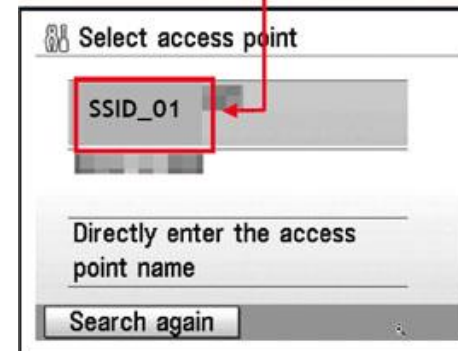 Select access point
SSID_01
Directly enter the access
point name
Search again